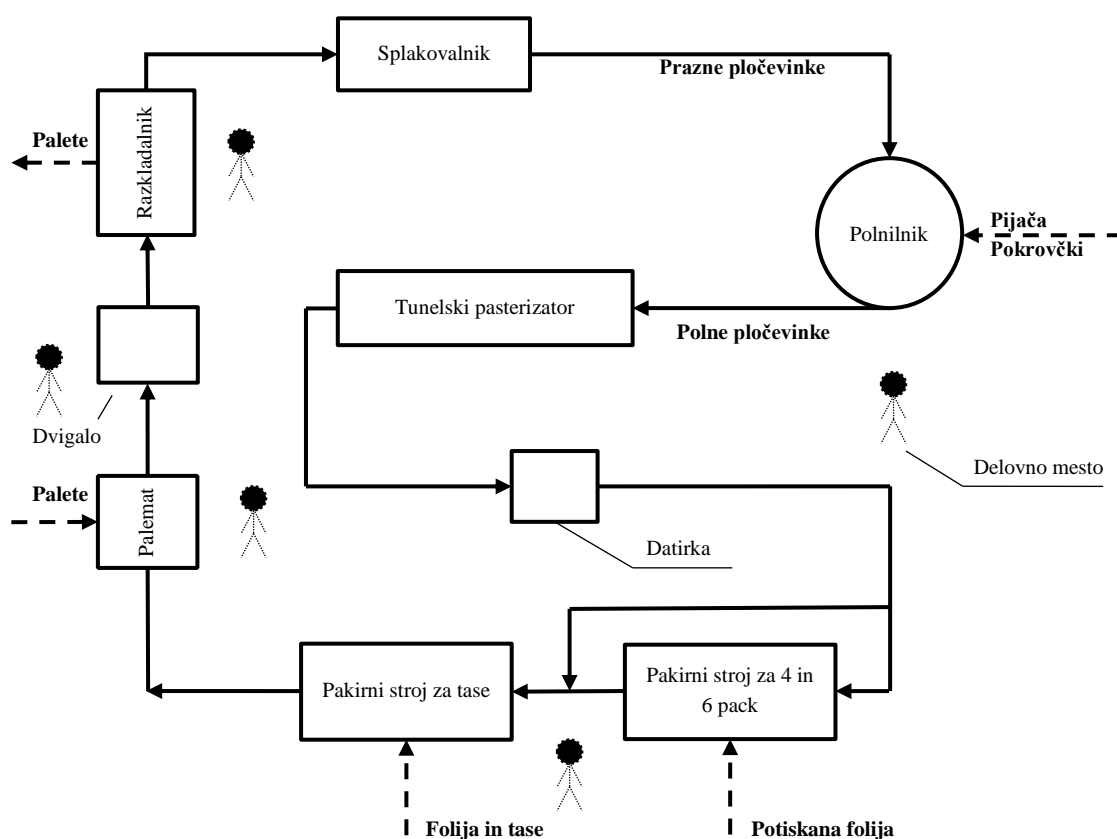 Splakovalnik
Prazne pločevinke
Palete
Razkladalnik
Pijača
Pokrovčki
Polnilnik
Tunelski pasterizator
Polne pločevinke
Dvigalo
Delovno mesto
Palete
Palemat
Datirka
Pakirni stroj za tase
Pakirni stroj za 4 in
6 pack
Folija in tase
Potiskana folija